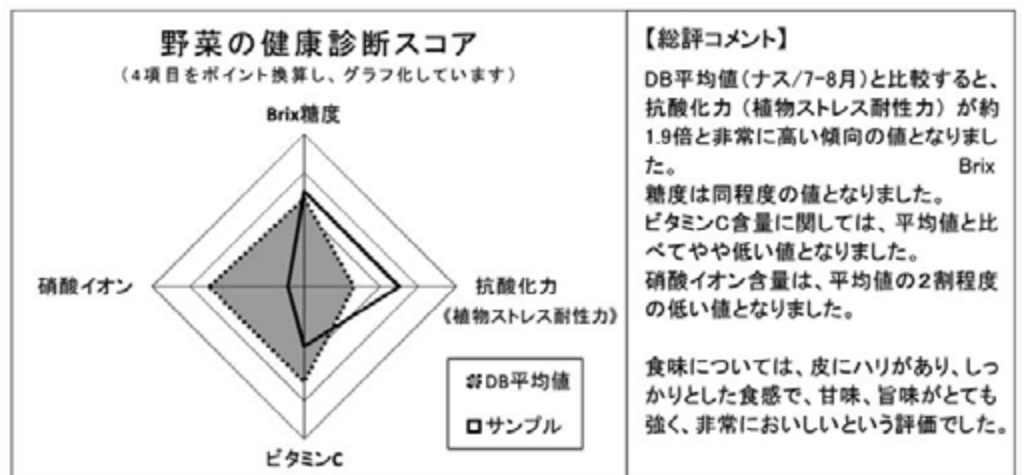 野菜の健康診断スコア
(4項目をポイント換算し、グラフ化しています)
Brix糖度
硝酸イオン
抗酸化力
《植物ストレス耐性力》
DB平均値
サンプル
ビタミンC
【総評コメント】
DB平均値(ナス/7-8月)と比較すると、
抗酸化力(植物ストレス耐性力)が約
1.9倍と非常に高い傾向の値となりまし
た。 Brix
糖度は同程度の値となりました。
ビタミンC含量に関しては、平均値と比
べてやや低い値となりました。
硝酸イオン含量は、平均値の2割程度
の低い値となりました。
食味については、皮にハリがあり、しっ
かりとした食感で、甘味、旨味がとても
強く、非常においしいという評価でした。